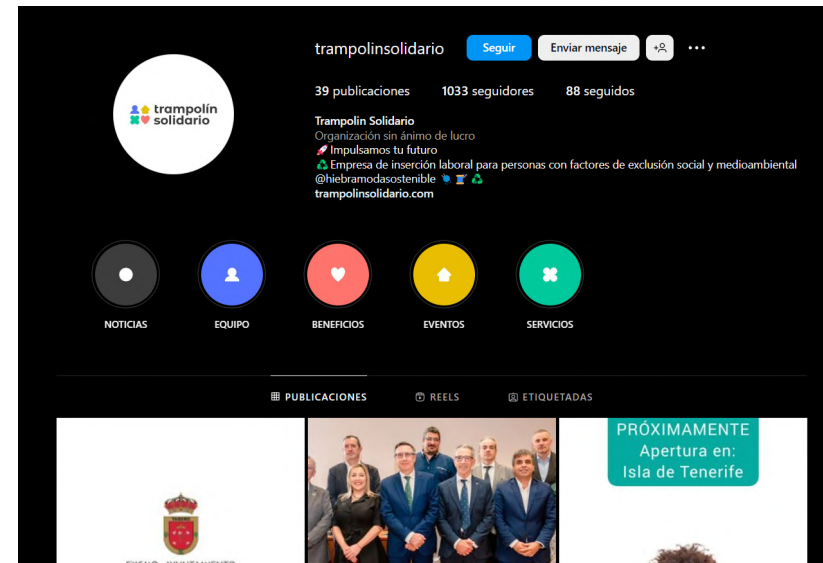 trampolinsolidario Seguir Enviar mensaje
39 publicaciones 1033 seguidores 88 seguidos
trampolín
solidario
Trampolin Solidario
Organización sin ánimo de lucro
🚀 Impulsamos tu futuro
♻️ Empresa de inserción laboral para personas con factores de exclusión social y medioambiental
@hiebramodasostenible 🪡 🧵 ♻️
trampolinsolidario.com
NOTICIAS EQUIPO BENEFICIOS EVENTOS SERVICIOS
PUBLICACIONES REELS ETIQUETADAS
PRÓXIMAMENTE
Apertura en:
Isla de Tenerife